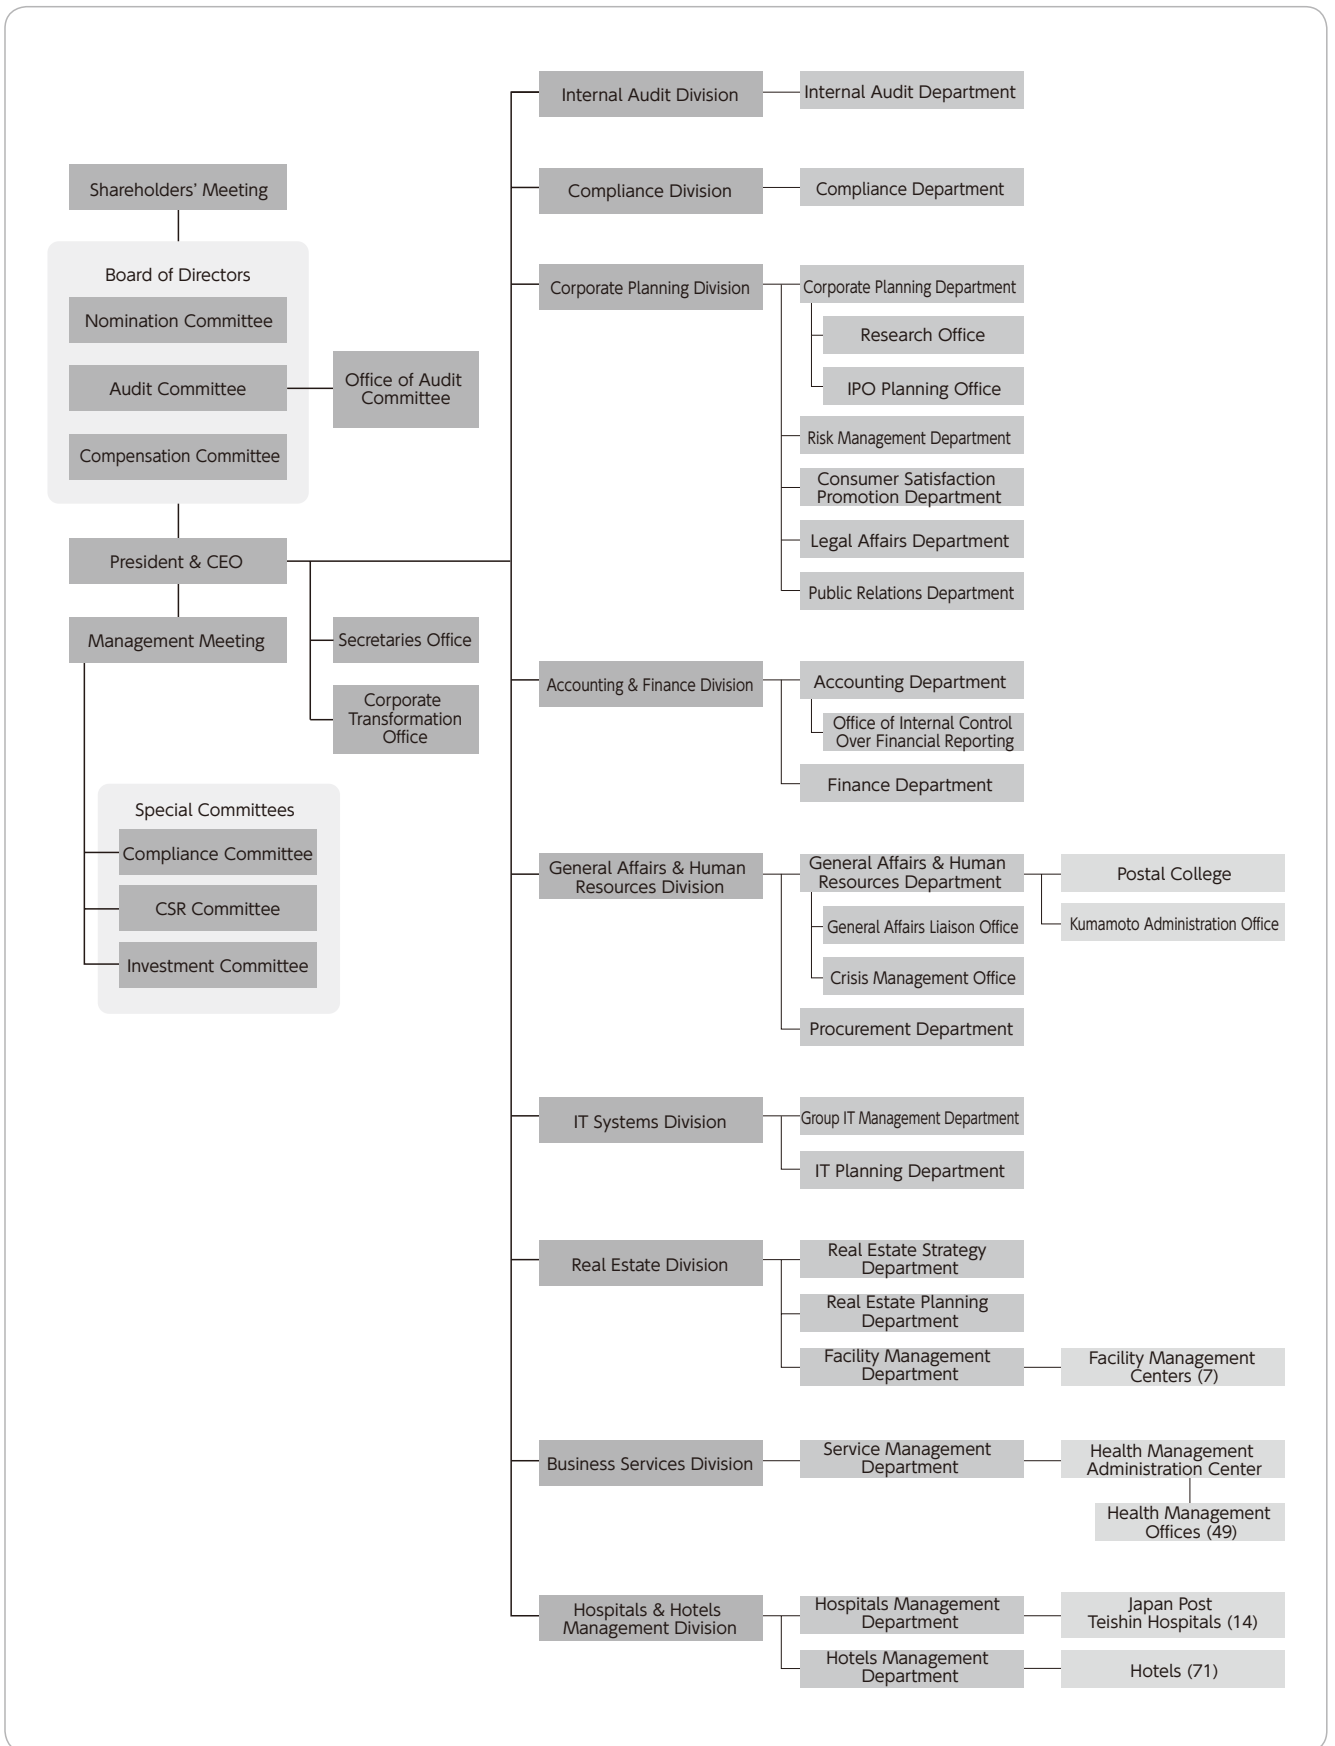 Shareholders' Meeting
Board of Directors
Nomination Committee
Audit Committee
Compensation Committee
Office of Audit
Committee
President & CEO
Management Meeting
Secretaries Office
Corporate
Transformation
Office
Special Committees
Compliance Committee
CSR Committee
Investment Committee
Internal Audit Division
Internal Audit Department
Compliance Division
Compliance Department
Corporate Planning Division
Corporate Planning Department
Research Office
IPO Planning Office
Risk Management Department
Consumer Satisfaction
Promotion Department
Legal Affairs Department
Public Relations Department
Accounting & Finance Division
Accounting Department
Office of Internal Control
Over Financial Reporting
Finance Department
General Affairs & Human
Resources Division
General Affairs & Human
Resources Department
Postal College
Kumamoto Administration Office
General Affairs Liaison Office
Crisis Management Office
Procurement Department
IT Systems Division
Group IT Management Department
IT Planning Department
Real Estate Division
Real Estate Strategy
Department
Real Estate Planning
Department
Facility Management
Department
Facility Management
Centers (7)
Business Services Division
Service Management
Department
Health Management
Administration Center
Health Management
Offices (49)
Hospitals & Hotels
Management Division
Hospitals Management
Department
Japan Post
Teishin Hospitals (14)
Hotels Management
Department
Hotels (71)